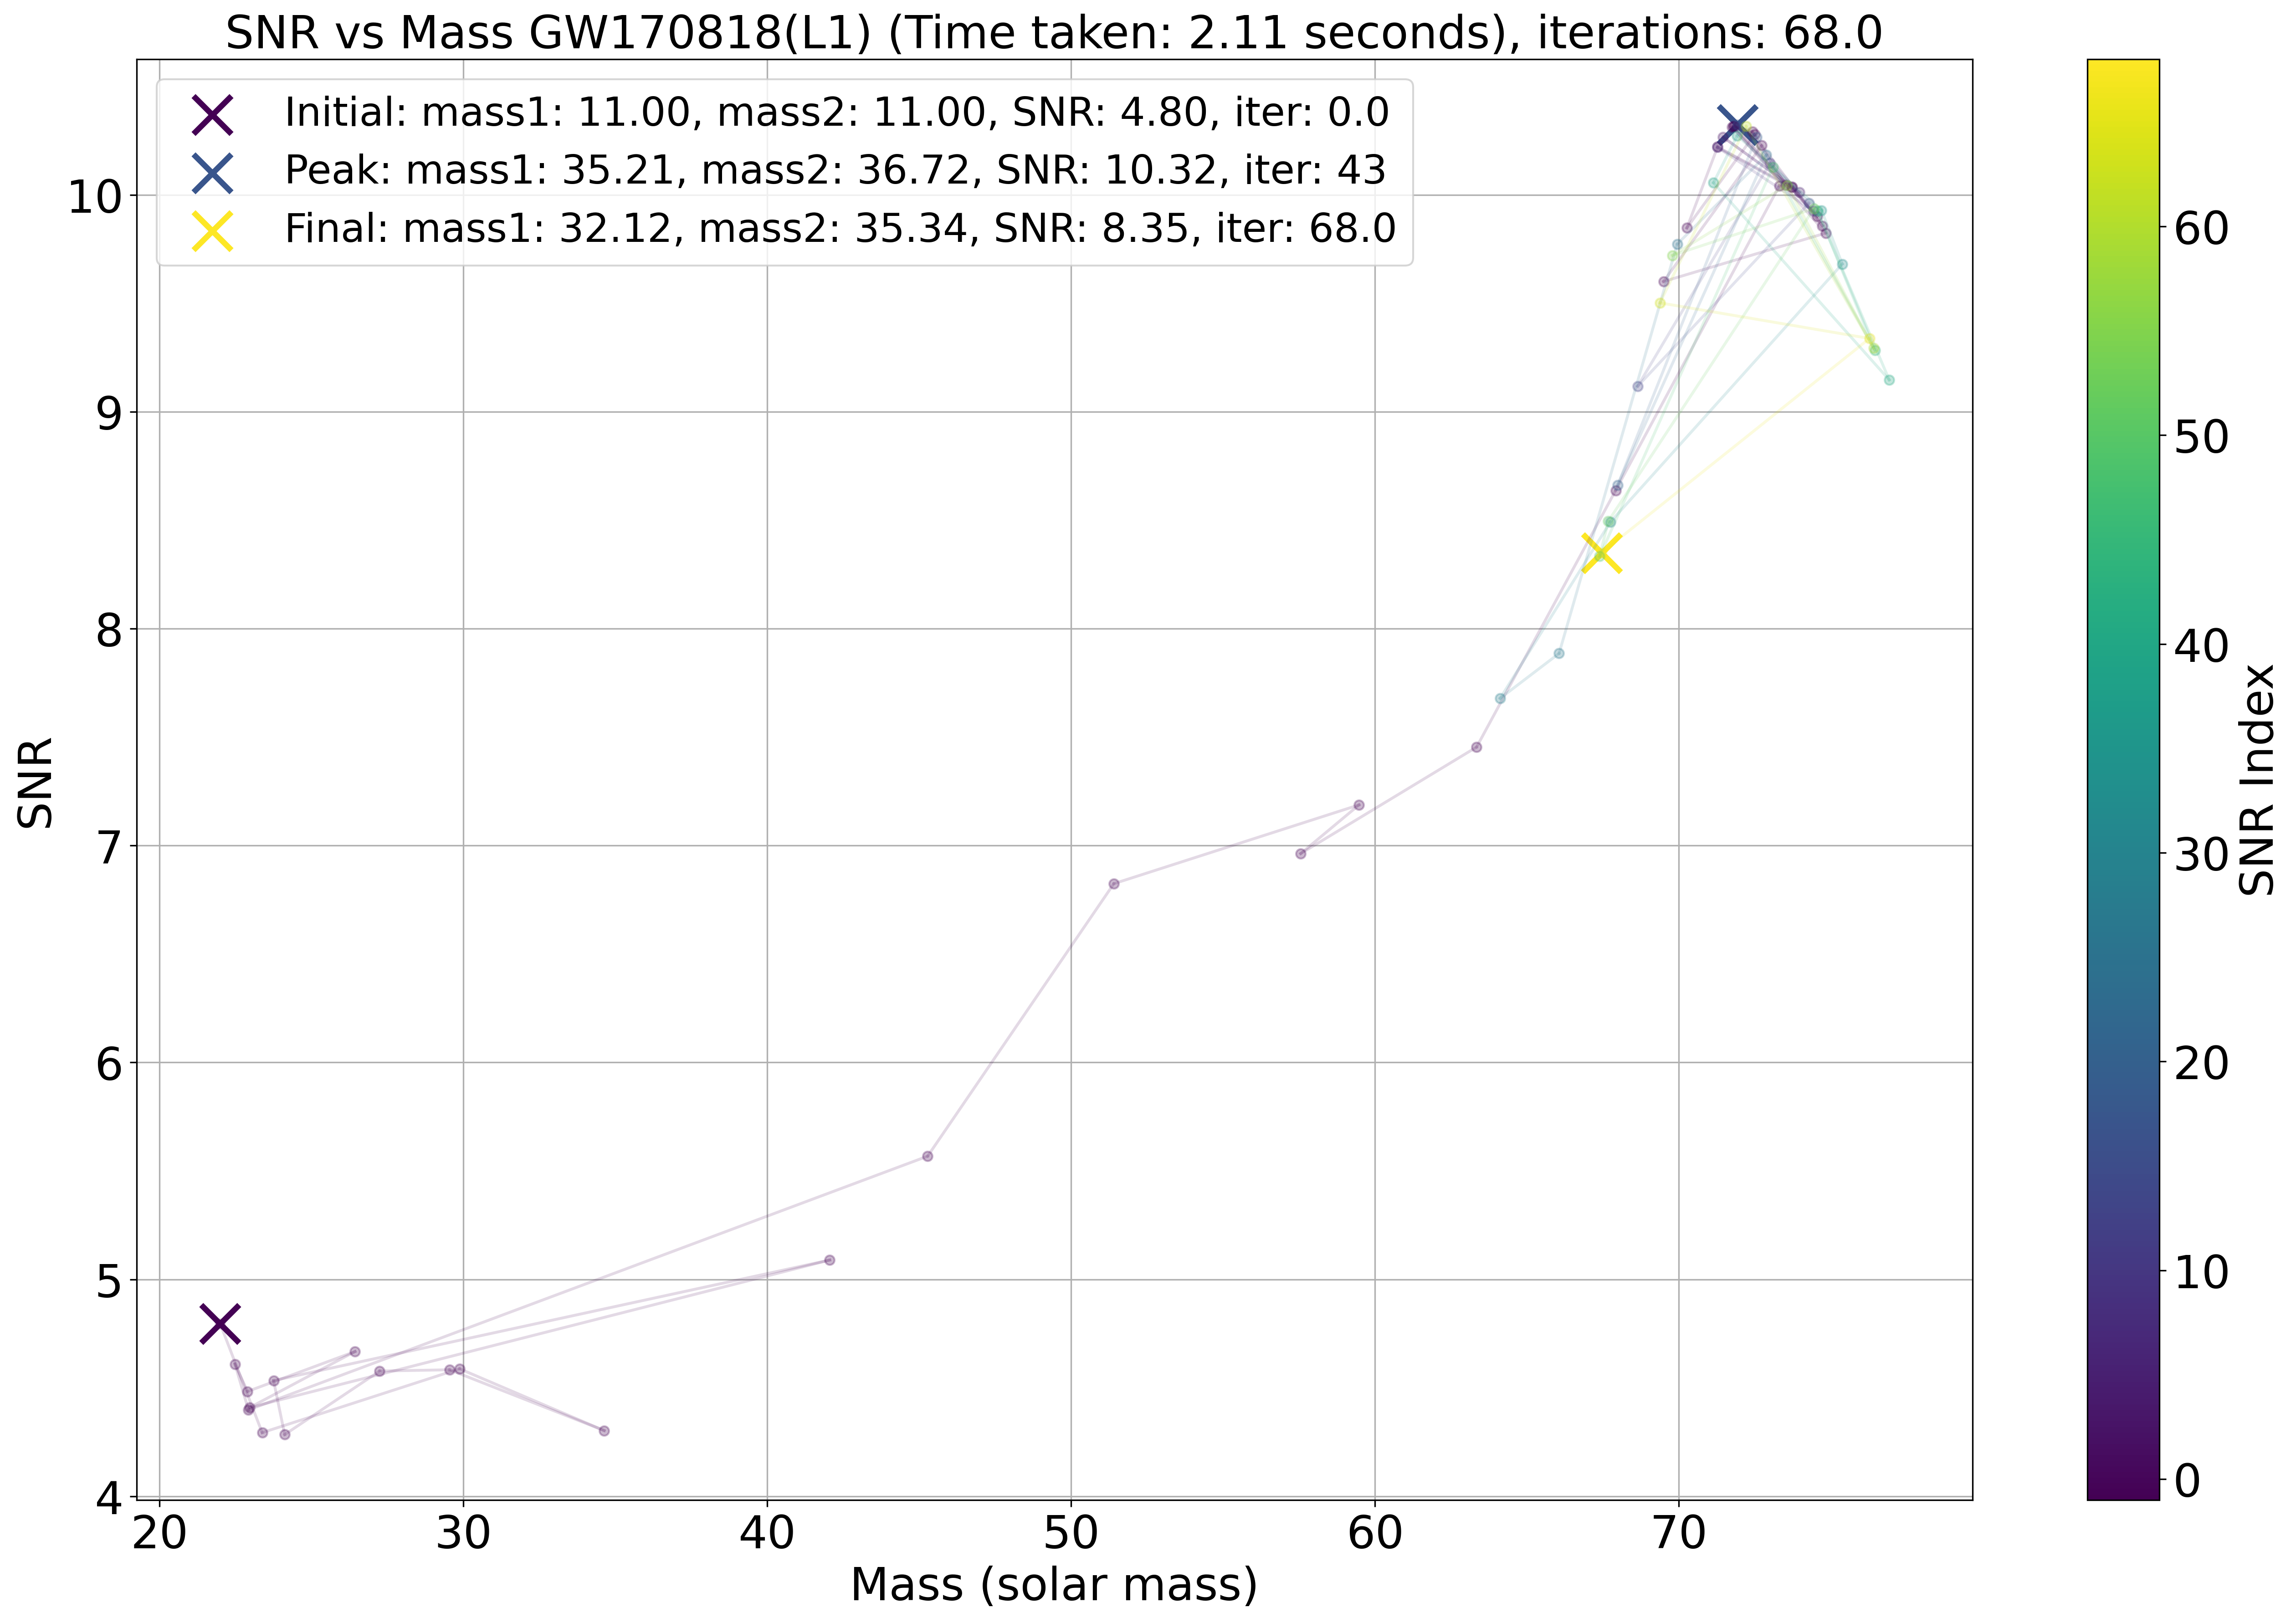 SNR vs Mass GW170818(L1) (Time taken: 2.11 seconds), iterations: 68.0
Initial: mass1: 11.00, mass2: 11.00, SNR: 4.80, iter: 0.0
Peak: mass1: 35.21, mass2: 36.72, SNR: 10.32, iter: 43
Final: mass1: 32.12, mass2: 35.34, SNR: 8.35, iter: 68.0
10
9
8
7
6
5
4
SNR
20 30 40 50 60 70
Mass (solar mass)
60
50
40
30
20
10
0
SNR Index